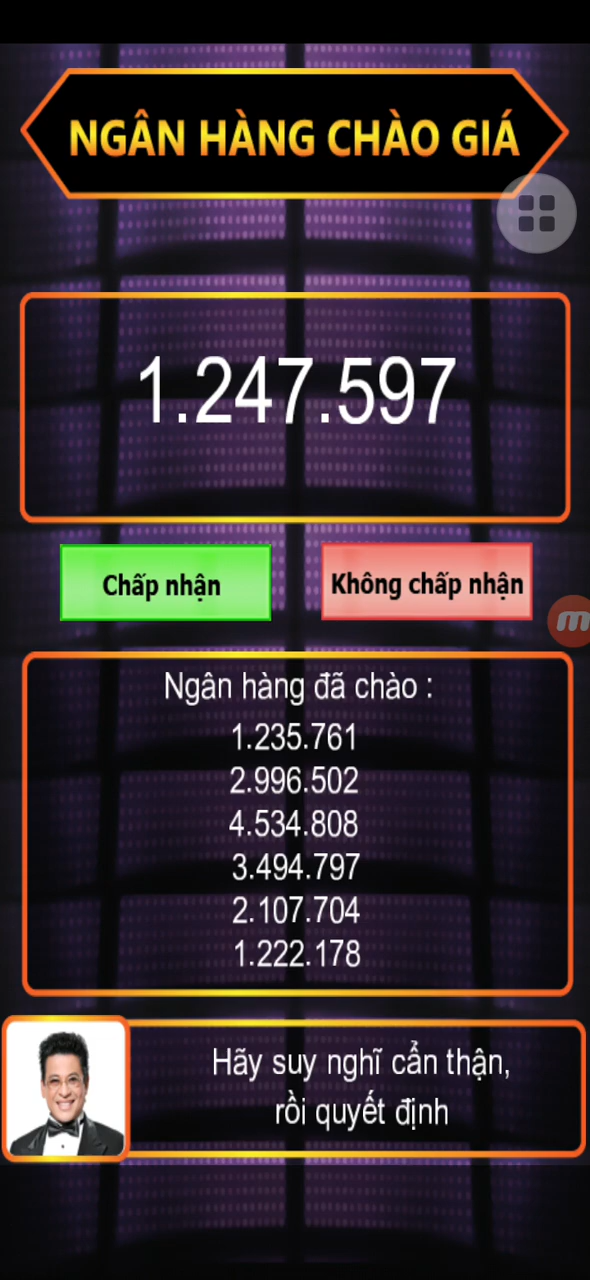 NGÂN HÀNG CHÀO GIÁ
1.247.597
Chấp nhận
Không chấp nhận
Ngân hàng đã chào :
1.235.761
2.996.502
4.534.808
3.494.797
2.107.704
1.222.178
Hãy suy nghĩ cẩn thận,
rồi quyết định